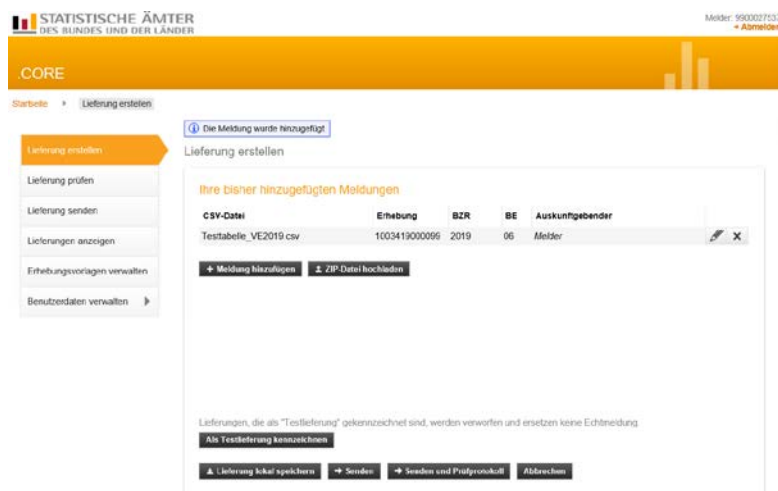 STATISTISCHE ÄMTER
DES BUNDES UND DER LÄNDER
Melder: 9900027537
Abmelden
.CORE
Startseite Lieferung erstellen
Die Meldung wurde hinzugefügt
Lieferung erstellen
Lieferung erstellen
Lieferung prüfen
Lieferung senden
Lieferungen anzeigen
Erhebungsvorlagen verwalten
Benutzerdaten verwalten
Ihre bisher hinzugefügten Meldungen
CSV-Datei Erhebung BZR BE Auskunftgebender
Testtabelle_VE2019.csv 1003419000099 2019 06 Melder
+ Meldung hinzufügen ZIP-Datei hochladen
Lieferungen, die als "Testlieferung" gekennzeichnet sind, werden verworfen und ersetzen keine Echtmeldung.
Als Testlieferung kennzeichnen
Lieferung lokal speichern Senden Senden und Prüfprotokoll Abbrechen